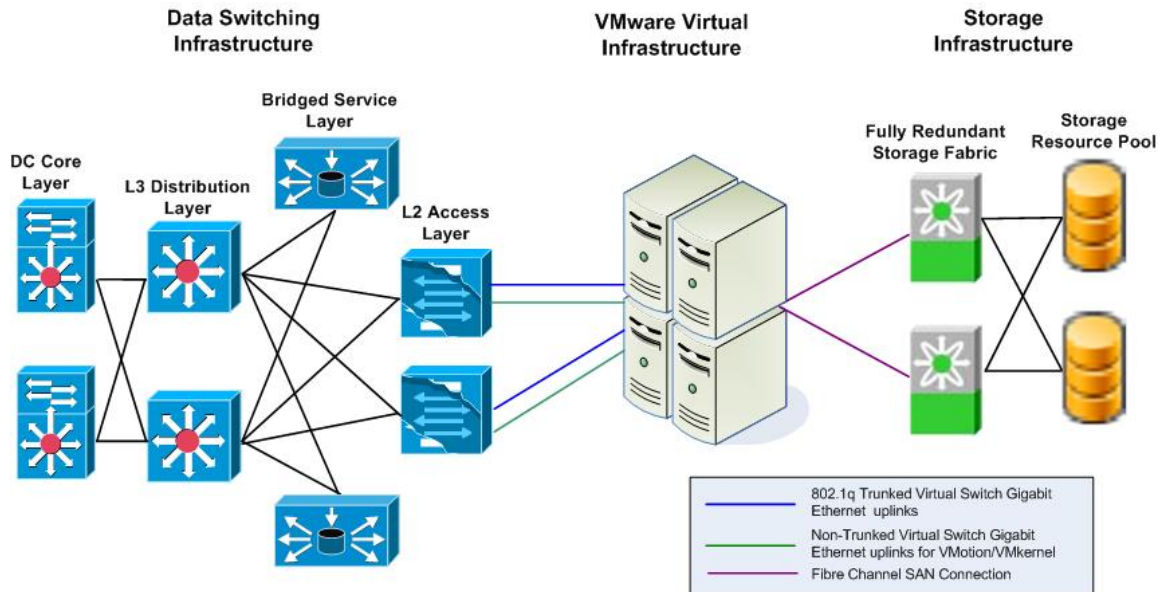 Data Switching
Infrastructure
VMware Virtual
Infrastructure
Storage
Infrastructure
Bridged Service
Layer
DC Core
Layer
L3 Distribution
Layer
L2 Access
Layer
Fully Redundant
Storage Fabric
Storage
Resource Pool
802.1q Trunked Virtual Switch Gigabit
Ethernet uplinks
Non-Trunked Virtual Switch Gigabit
Ethernet uplinks for VMotion/VMkernel
Fibre Channel SAN Connection